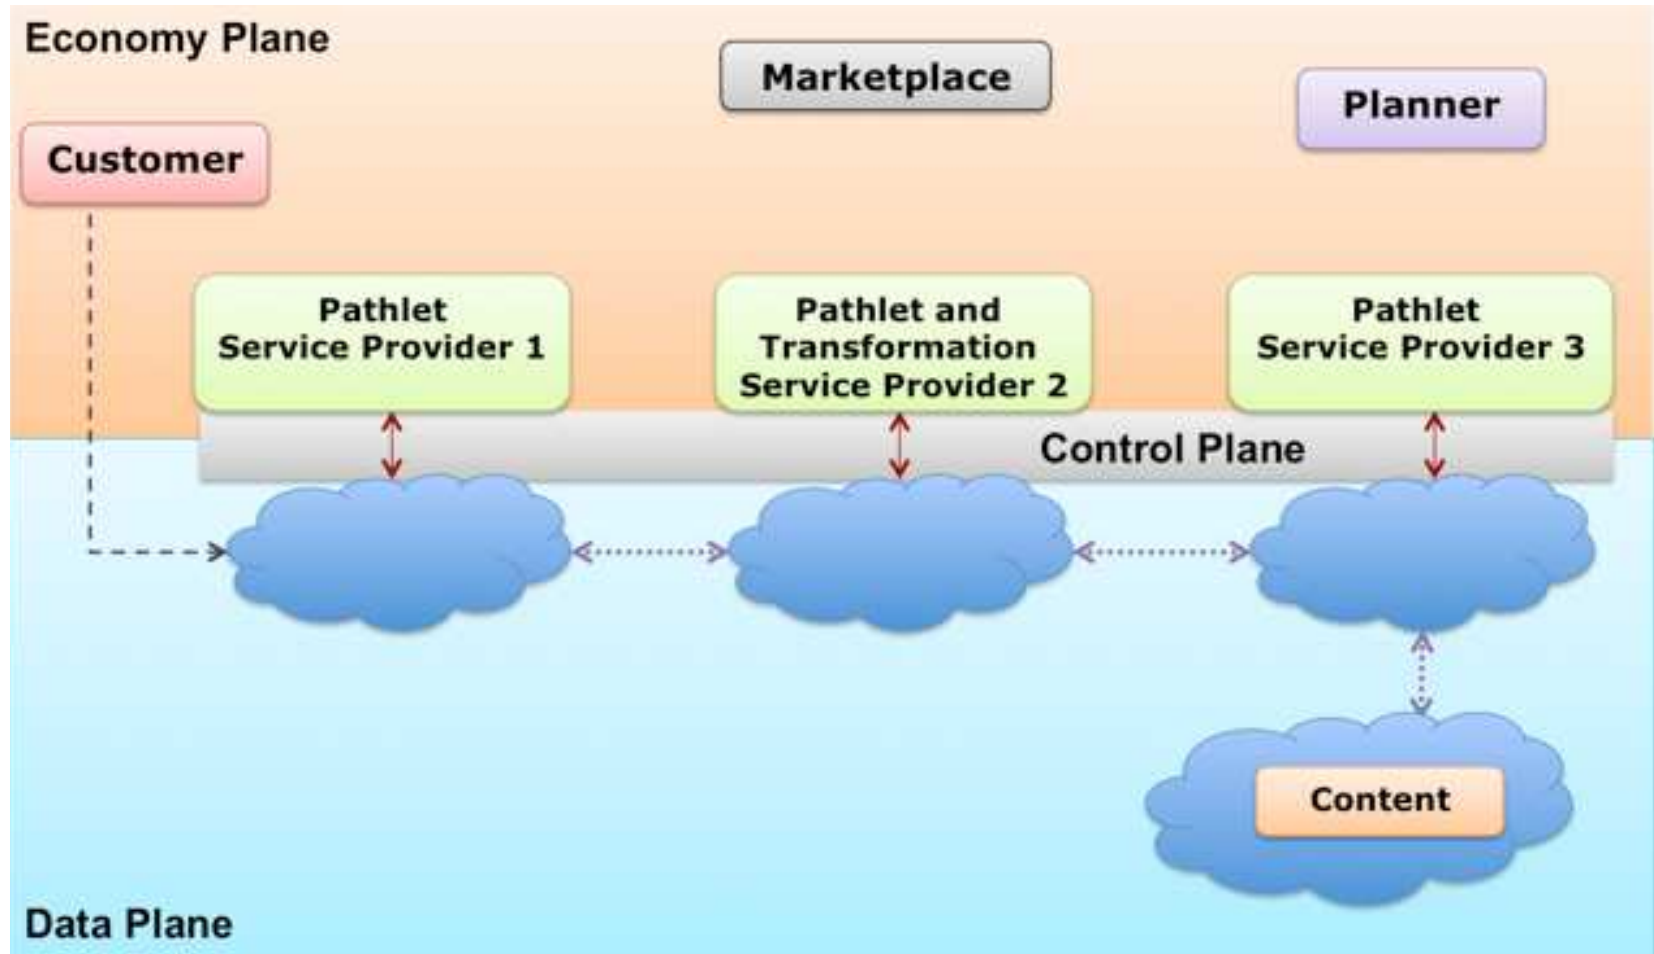 Economy Plane
Marketplace
Planner
Customer
Pathlet
Service Provider 1
Pathlet and
Transformation
Service Provider 2
Pathlet
Service Provider 3
Control Plane
Content
Data Plane